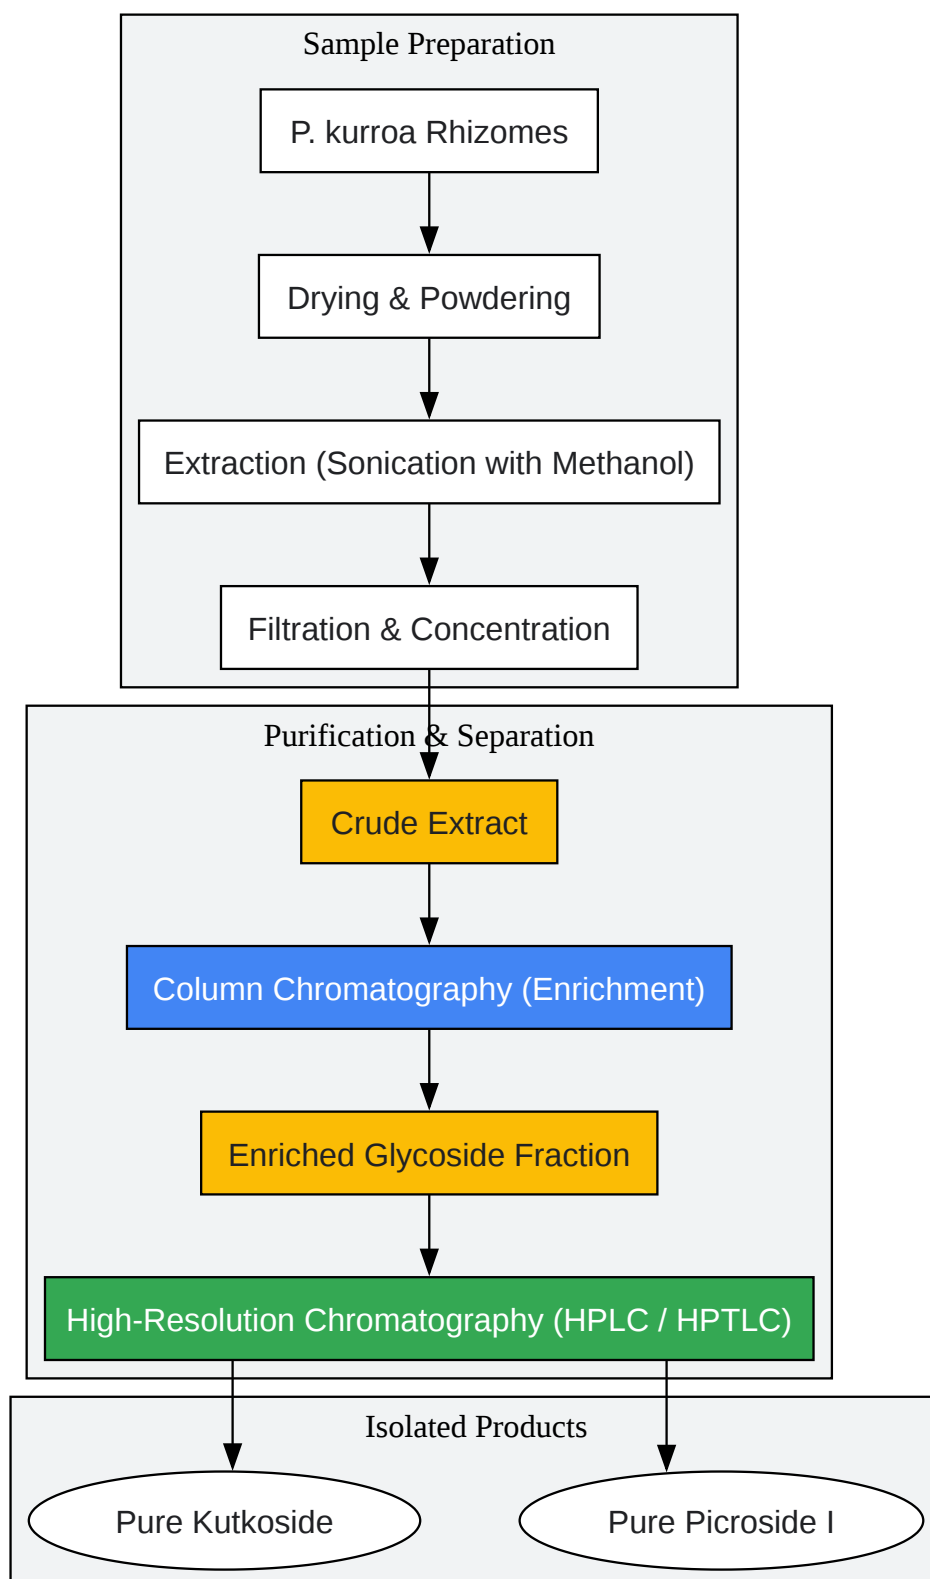 Sample Preparation
P. kurroa Rhizomes
Drying & Powdering
Extraction (Sonication with Methanol)
Filtration & Concentration
Purification & Separation
Crude Extract
Column Chromatography (Enrichment)
Enriched Glycoside Fraction
High-Resolution Chromatography (HPLC / HPTLC)
Isolated Products
Pure Kutkoside
Pure Picroside I